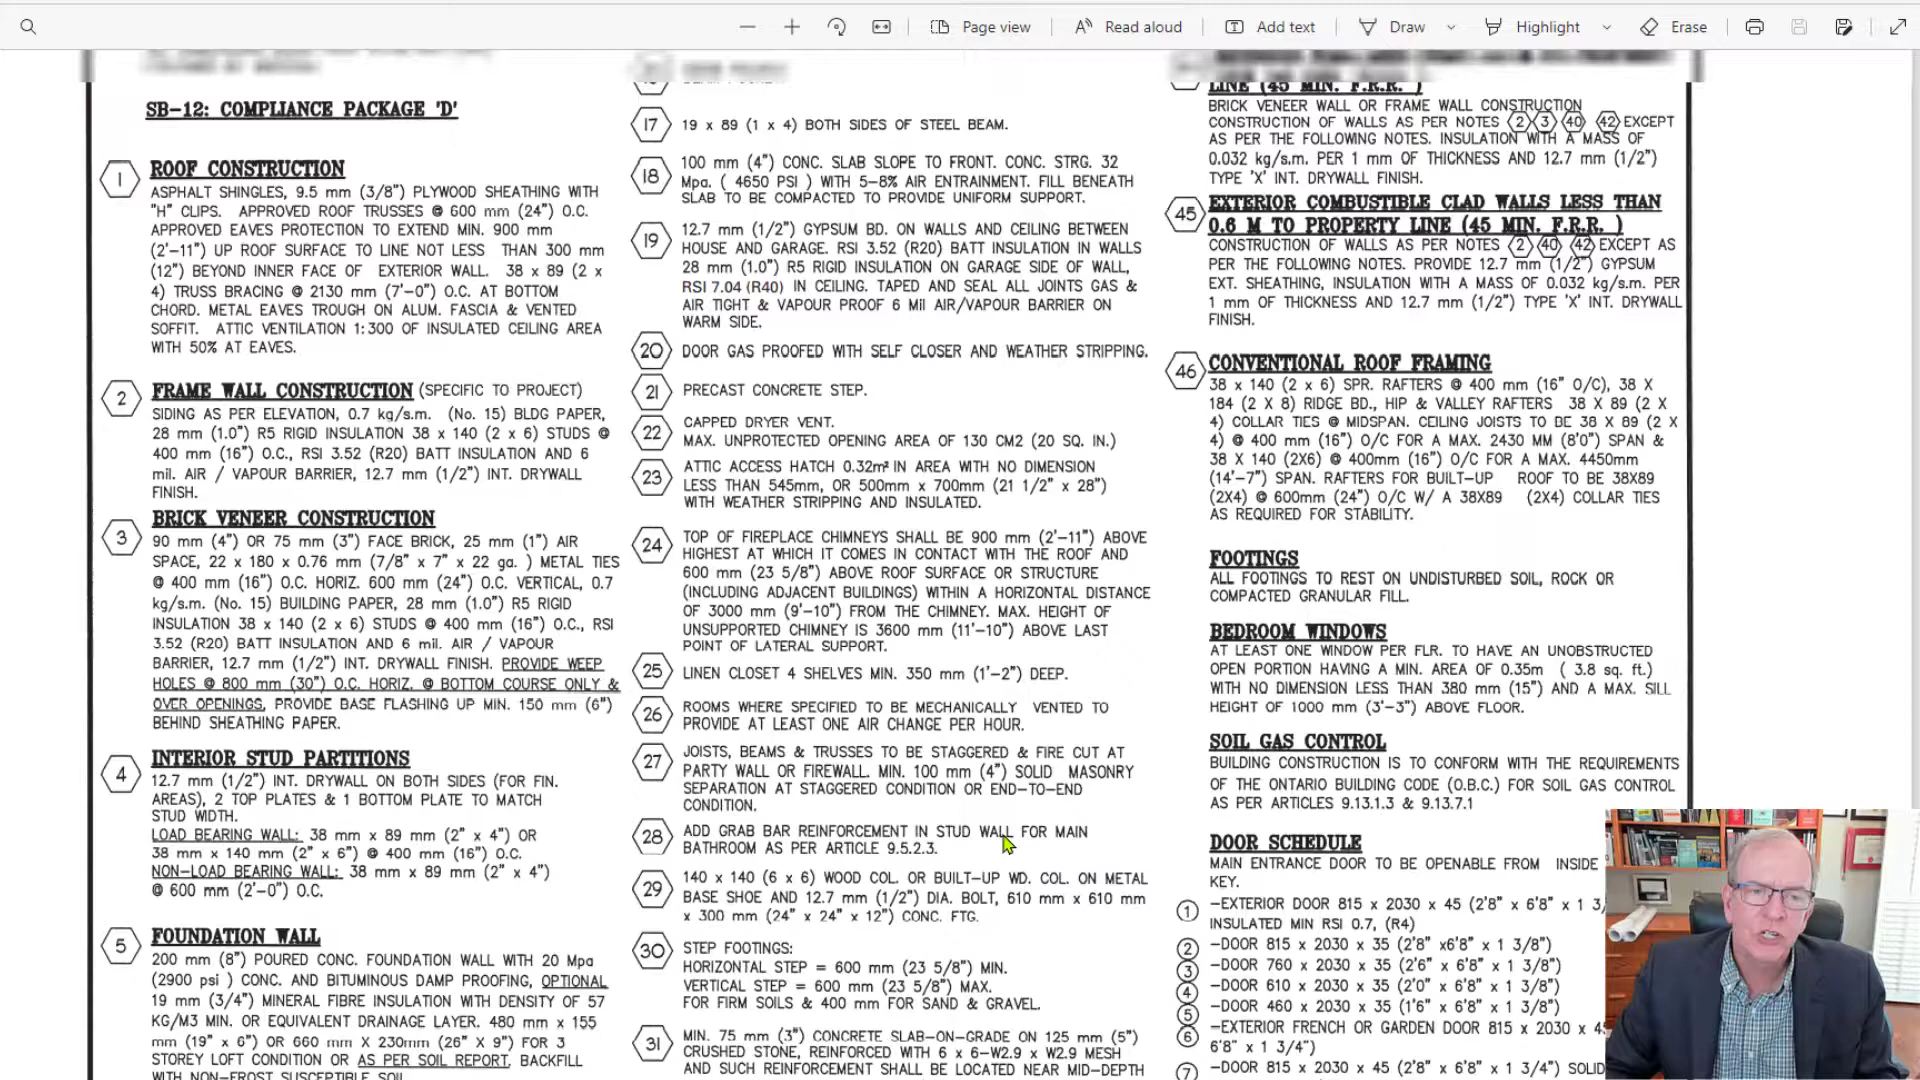 Page view
Read aloud
Add text
Draw
Highlight
Erase
SB-12: COMPLIANCE PACKAGE 'D'
1
ROOF CONSTRUCTION
ASPHALT SHINGLES, 9.5 mm (3/8") PLYWOOD SHEATHING WITH
"H" CLIPS. APPROVED ROOF TRUSSES @ 600 mm (24") O.C.
APPROVED EAVES PROTECTION TO EXTEND MIN. 900 mm
(2'-11") UP ROOF SURFACE TO LINE NOT LESS THAN 300 mm
(12") BEYOND INNER FACE OF EXTERIOR WALL. 38 x 89 (2 x
4) TRUSS BRACING @ 2130 mm (7'-0") O.C. AT BOTTOM
CHORD. METAL EAVES TROUGH ON ALUM. FASCIA & VENTED
SOFFIT. ATTIC VENTILATION 1:300 OF INSULATED CEILING AREA
WITH 50% AT EAVES.
2
FRAME WALL CONSTRUCTION (SPECIFIC TO PROJECT)
SIDING AS PER ELEVATION, 0.7 kg/s.m. (No. 15) BLDG PAPER,
28 mm (1.0") R5 RIGID INSULATION 38 x 140 (2 x 6) STUDS @
400 mm (16") O.C., RSI 3.52 (R20) BATT INSULATION AND 6
mil. AIR / VAPOUR BARRIER, 12.7 mm (1/2") INT. DRYWALL
FINISH.
3
BRICK VENEER CONSTRUCTION
90 mm (4") OR 75 mm (3") FACE BRICK, 25 mm (1") AIR
SPACE, 22 x 180 x 0.76 mm (7/8" x 7" x 22 ga. ) METAL TIES
@ 400 mm (16") O.C. HORIZ. 600 mm (24") O.C. VERTICAL, 0.7
kg/s.m. (No. 15) BUILDING PAPER, 28 mm (1.0") R5 RIGID
INSULATION 38 x 140 (2 x 6) STUDS @ 400 mm (16") O.C., RSI
3.52 (R20) BATT INSULATION AND 6 mil. AIR / VAPOUR
BARRIER, 12.7 mm (1/2") INT. DRYWALL FINISH. PROVIDE WEEP
HOLES @ 800 mm (30") O.C. HORIZ. @ BOTTOM COURSE ONLY &
OVER OPENINGS, PROVIDE BASE FLASHING UP MIN. 150 mm (6")
BEHIND SHEATHING PAPER.
4
INTERIOR STUD PARTITIONS
12.7 mm (1/2") INT. DRYWALL ON BOTH SIDES (FOR FIN.
AREAS), 2 TOP PLATES & 1 BOTTOM PLATE TO MATCH
STUD WIDTH.
LOAD BEARING WALL: 38 mm x 89 mm (2" x 4") OR
38 mm x 140 mm (2" x 6") @ 400 mm (16") O.C.
NON-LOAD BEARING WALL: 38 mm x 89 mm (2" x 4")
@ 600 mm (2'-0") O.C.
5
FOUNDATION WALL
200 mm (8") POURED CONC. FOUNDATION WALL WITH 20 Mpa
(2900 psi ) CONC. AND BITUMINOUS DAMP PROOFING, OPTIONAL
19 mm (3/4") MINERAL FIBRE INSULATION WITH DENSITY OF 57
KG/M3 MIN. OR EQUIVALENT DRAINAGE LAYER. 480 mm x 155
mm (19" x 6") OR 660 mm X 230mm (26" X 9") FOR 3
STOREY LOFT CONDITION OR AS PER SOIL REPORT. BACKFILL
WITH NON-FROST SUSCEPTIBLE SOIL
17
19 x 89 (1 x 4) BOTH SIDES OF STEEL BEAM.
18
100 mm (4") CONC. SLAB SLOPE TO FRONT. CONC. STRG. 32
Mpa. ( 4650 PSI ) WITH 5-8% AIR ENTRAINMENT. FILL BENEATH
SLAB TO BE COMPACTED TO PROVIDE UNIFORM SUPPORT.
19
12.7 mm (1/2") GYPSUM BD. ON WALLS AND CEILING BETWEEN
HOUSE AND GARAGE. RSI 3.52 (R20) BATT INSULATION IN WALLS
28 mm (1.0") R5 RIGID INSULATION ON GARAGE SIDE OF WALL,
RSI 7.04 (R40) IN CEILING. TAPED AND SEAL ALL JOINTS GAS &
AIR TIGHT & VAPOUR PROOF 6 Mil AIR/VAPOUR BARRIER ON
WARM SIDE.
20
DOOR GAS PROOFED WITH SELF CLOSER AND WEATHER STRIPPING.
21
PRECAST CONCRETE STEP.
22
CAPPED DRYER VENT.
MAX. UNPROTECTED OPENING AREA OF 130 CM2 (20 SQ. IN.)
23
ATTIC ACCESS HATCH 0.32m² IN AREA WITH NO DIMENSION
LESS THAN 545mm, OR 500mm x 700mm (21 1/2" x 28")
WITH WEATHER STRIPPING AND INSULATED.
24
TOP OF FIREPLACE CHIMNEYS SHALL BE 900 mm (2'-11") ABOVE
HIGHEST AT WHICH IT COMES IN CONTACT WITH THE ROOF AND
600 mm (23 5/8") ABOVE ROOF SURFACE OR STRUCTURE
(INCLUDING ADJACENT BUILDINGS) WITHIN A HORIZONTAL DISTANCE
OF 3000 mm (9'-10") FROM THE CHIMNEY. MAX. HEIGHT OF
UNSUPPORTED CHIMNEY IS 3600 mm (11'-10") ABOVE LAST
POINT OF LATERAL SUPPORT.
25
LINEN CLOSET 4 SHELVES MIN. 350 mm (1'-2") DEEP.
26
ROOMS WHERE SPECIFIED TO BE MECHANICALLY VENTED TO
PROVIDE AT LEAST ONE AIR CHANGE PER HOUR.
27
JOISTS, BEAMS & TRUSSES TO BE STAGGERED & FIRE CUT AT
PARTY WALL OR FIREWALL. MIN. 100 mm (4") SOLID MASONRY
SEPARATION AT STAGGERED CONDITION OR END-TO-END
CONDITION.
28
ADD GRAB BAR REINFORCEMENT IN STUD WALL FOR MAIN
BATHROOM AS PER ARTICLE 9.5.2.3.
29
140 x 140 (6 x 6) WOOD COL. OR BUILT-UP WD. COL. ON METAL
BASE SHOE AND 12.7 mm (1/2") DIA. BOLT, 610 mm x 610 mm
x 300 mm (24" x 24" x 12") CONC. FTG.
30
STEP FOOTINGS:
HORIZONTAL STEP = 600 mm (23 5/8") MIN.
VERTICAL STEP = 600 mm (23 5/8") MAX.
FOR FIRM SOILS & 400 mm FOR SAND & GRAVEL.
31
MIN. 75 mm (3") CONCRETE SLAB-ON-GRADE ON 125 mm (5")
CRUSHED STONE, REINFORCED WITH 6 x 6-W2.9 x W2.9 MESH
AND SUCH REINFORCEMENT SHALL BE LOCATED NEAR MID-DEPTH
LINE (45 MIN. F.R.R. )
BRICK VENEER WALL OR FRAME WALL CONSTRUCTION
CONSTRUCTION OF WALLS AS PER NOTES 2 3 40 42 EXCEPT
AS PER THE FOLLOWING NOTES. INSULATION WITH A MASS OF
0.032 kg/s.m. PER 1 mm OF THICKNESS AND 12.7 mm (1/2")
TYPE 'X' INT. DRYWALL FINISH.
45
EXTERIOR COMBUSTIBLE CLAD WALLS LESS THAN
0.6 M TO PROPERTY LINE (45 MIN. F.R.R. )
CONSTRUCTION OF WALLS AS PER NOTES 2 40 42 EXCEPT AS
PER THE FOLLOWING NOTES. PROVIDE 12.7 mm (1/2") GYPSUM
EXT. SHEATHING, INSULATION WITH A MASS OF 0.032 kg/s.m. PER
1 mm OF THICKNESS AND 12.7 mm (1/2") TYPE 'X' INT. DRYWALL
FINISH.
46
CONVENTIONAL ROOF FRAMING
38 x 140 (2 x 6) SPR. RAFTERS @ 400 mm (16" O/C), 38 X
184 (2 X 8) RIDGE BD., HIP & VALLEY RAFTERS 38 X 89 (2 X
4) COLLAR TIES @ MIDSPAN. CEILING JOISTS TO BE 38 X 89 (2 X
4) @ 400 mm (16") O/C FOR A MAX. 2430 MM (8'0") SPAN &
38 X 140 (2X6) @ 400mm (16") O/C FOR A MAX. 4450mm
(14'-7") SPAN. RAFTERS FOR BUILT-UP ROOF TO BE 38X89
(2X4) @ 600mm (24") O/C W/ A 38X89 (2X4) COLLAR TIES
AS REQUIRED FOR STABILITY.
FOOTINGS
ALL FOOTINGS TO REST ON UNDISTURBED SOIL, ROCK OR
COMPACTED GRANULAR FILL.
BEDROOM WINDOWS
AT LEAST ONE WINDOW PER FLR. TO HAVE AN UNOBSTRUCTED
OPEN PORTION HAVING A MIN. AREA OF 0.35m ( 3.8 sq. ft.)
WITH NO DIMENSION LESS THAN 380 mm (15") AND A MAX. SILL
HEIGHT OF 1000 mm (3'-3") ABOVE FLOOR.
SOIL GAS CONTROL
BUILDING CONSTRUCTION IS TO CONFORM WITH THE REQUIREMENTS
OF THE ONTARIO BUILDING CODE (O.B.C.) FOR SOIL GAS CONTROL
AS PER ARTICLES 9.13.1.3 & 9.13.7.1
DOOR SCHEDULE
MAIN ENTRANCE DOOR TO BE OPENABLE FROM INSIDE
KEY.
1
-EXTERIOR DOOR 815 x 2030 x 45 (2'8" x 6'8" x 1 3/
INSULATED MIN RSI 0.7, (R4)
2
-DOOR 815 x 2030 x 35 (2'8" x6'8" x 1 3/8")
3
-DOOR 760 x 2030 x 35 (2'6" x 6'8" x 1 3/8")
4
-DOOR 610 x 2030 x 35 (2'0" x 6'8" x 1 3/8")
5
-DOOR 460 x 2030 x 35 (1'6" x 6'8" x 1 3/8")
6
-EXTERIOR FRENCH OR GARDEN DOOR 815 x 2030 x 4
6'8" x 1 3/4")
7
-DOOR 815 x 2030 x 45 (2'8" x 6'8" x 1 3/4") SOLID